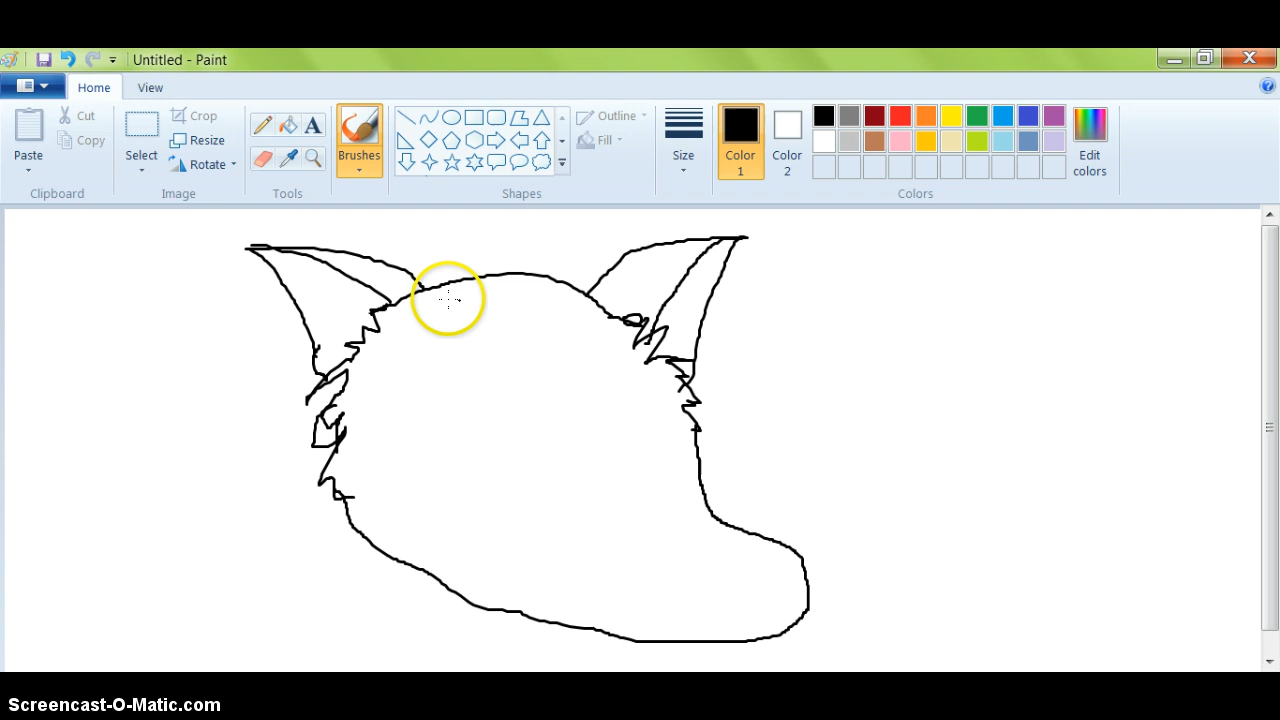 Untitled - Paint
Home View
Paste
Cut
Copy
Clipboard
Select
Crop
Resize
Rotate
Image
A
Tools
Brushes
Outline
Fill
Shapes
Size
Color
1
Color
2
Edit
colors
Colors
Screencast-O-Matic.com